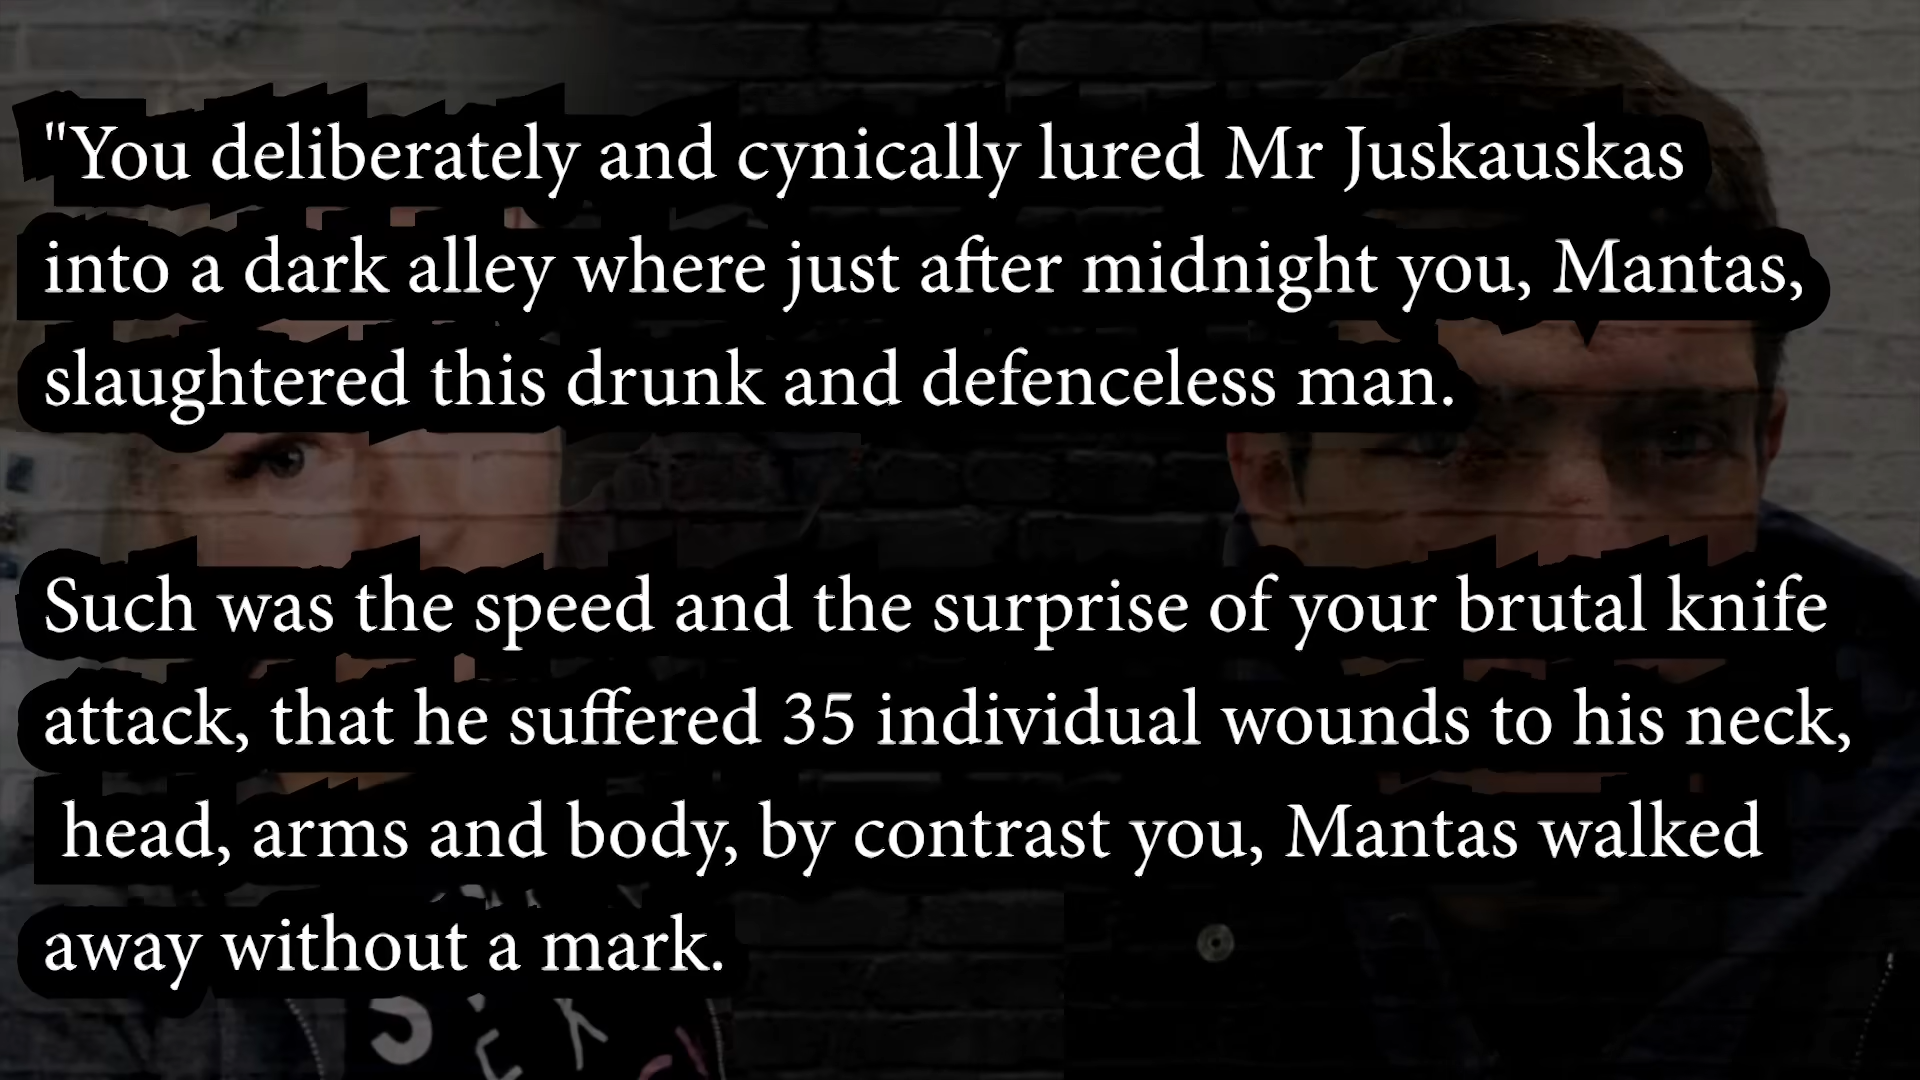 "You deliberately and cynically lured Mr Juskauskas
into a dark alley where just after midnight you, Mantas,
slaughtered this drunk and defenceless man.
Such was the speed and the surprise of your brutal knife
attack, that he suffered 35 individual wounds to his neck,
head, arms and body, by contrast you, Mantas walked
away without a mark.